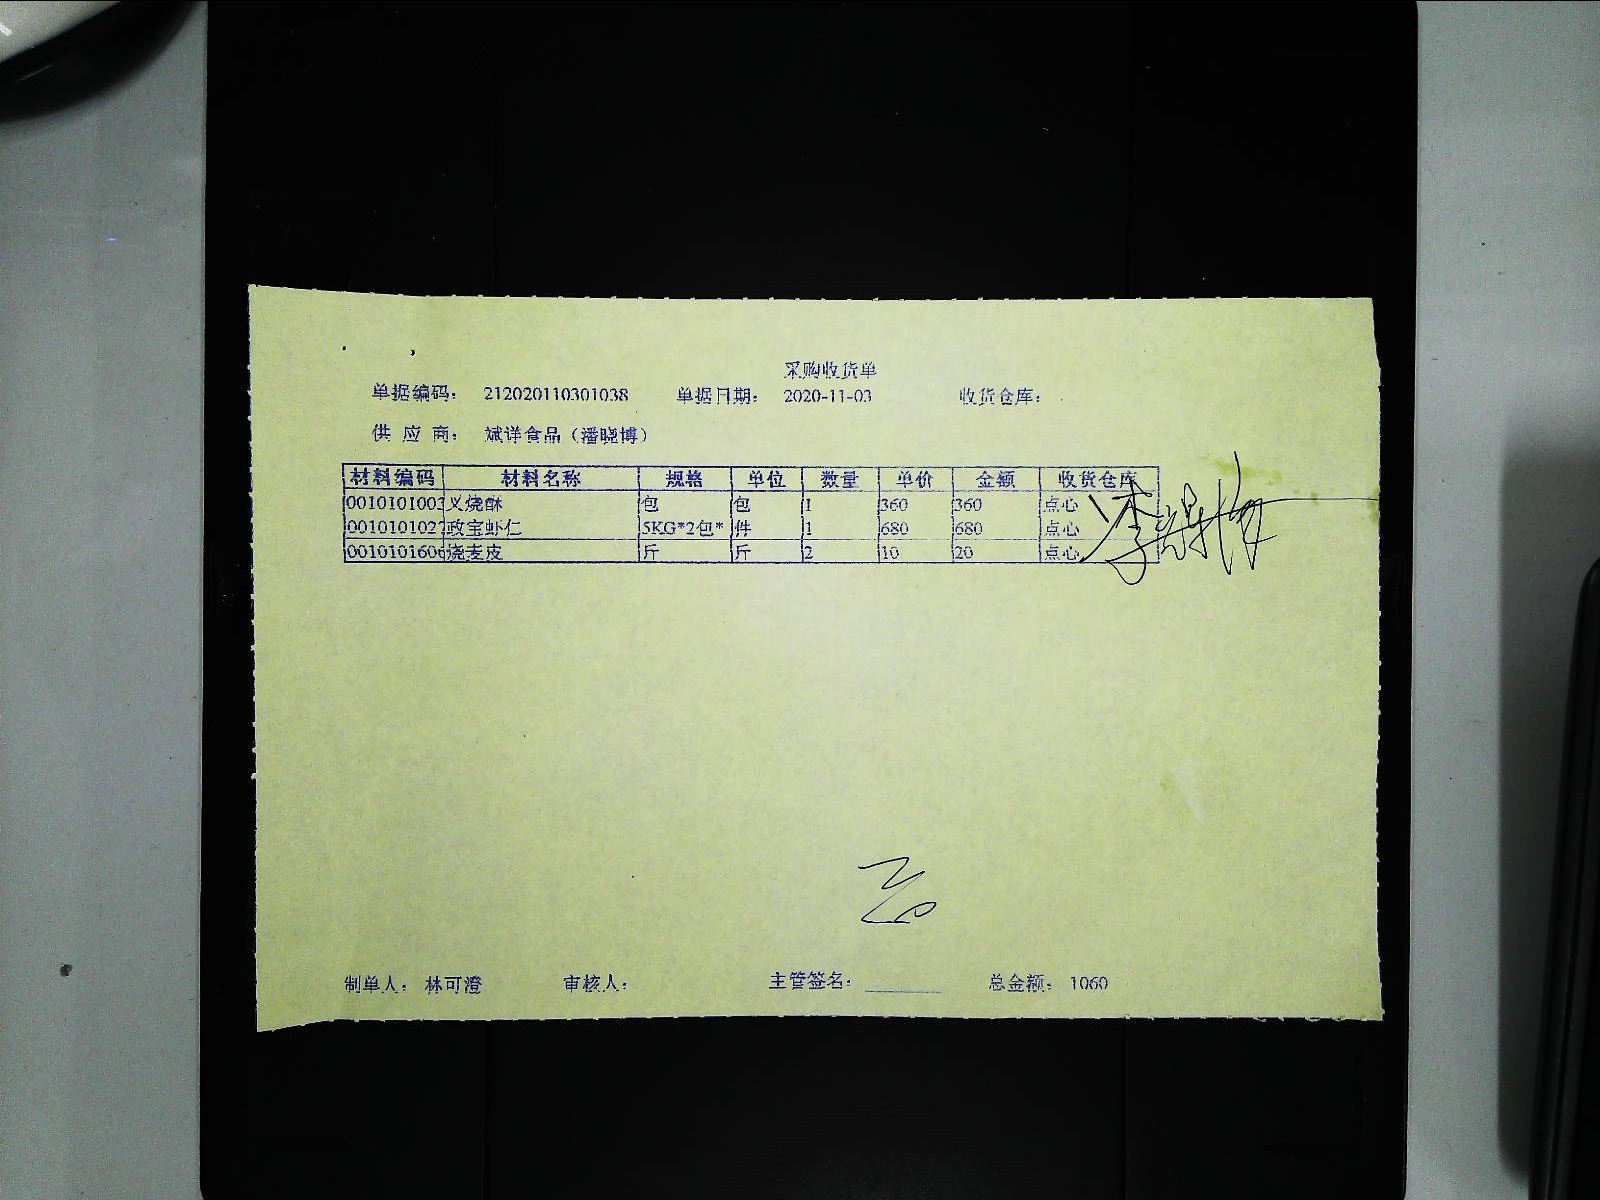 采购收货单
单据编码： 212020110301038 单据日期： 2020-11-03 收货仓库：
供 应 商： 斌洋食品（潘晓博）
材料编码 材料名称 规格 单位 数量 单价 金额 收货仓库
0010101003 叉烧酥 包 包 1 360 360 点心
0010101027 政宝虾仁 5KG*2包* 件 1 680 680 点心
0010101606 烧麦皮 斤 斤 2 10 20 点心
制单人： 林可澄 审核人： 主管签名： 总金额： 1060